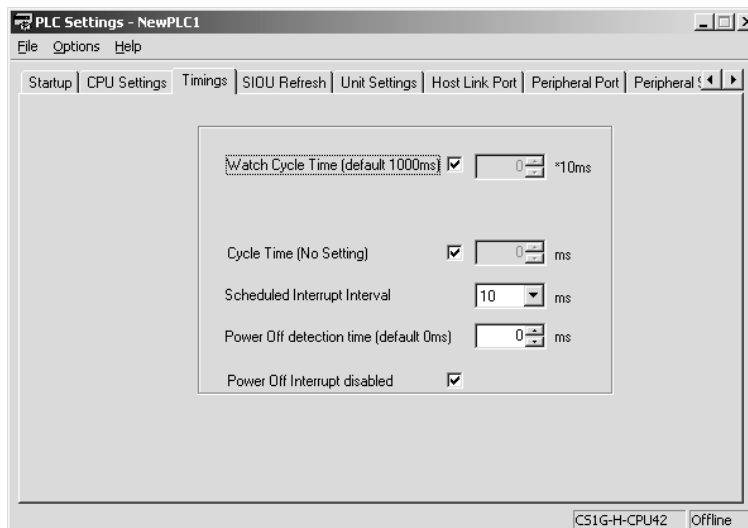 PLC Settings - NewPLC1
File Options Help
Startup CPU Settings Timings SIOU Refresh Unit Settings Host Link Port Peripheral Port Peripheral
Watch Cycle Time (default 1000ms) 0 *10ms
Cycle Time (No Setting) 0 ms
Scheduled Interrupt Interval 10 ms
Power Off detection time (default 0ms) 0 ms
Power Off Interrupt disabled
CS1G-H-CPU42 Offline